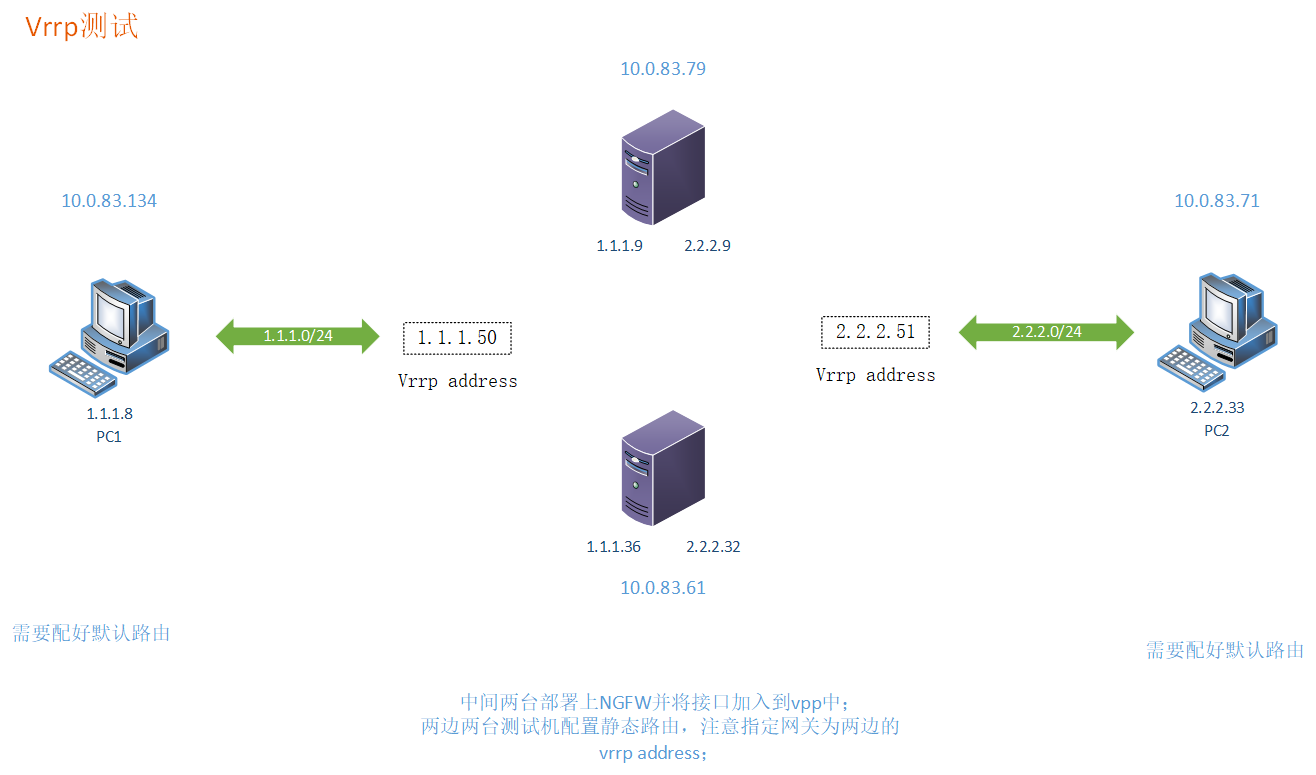 Vrrp测试
10.0.83.79
10.0.83.134
10.0.83.71
1.1.1.9
2.2.2.9
1.1.1.0/24
1.1.1.50
2.2.2.51
2.2.2.0/24
Vrrp address
Vrrp address
1.1.1.8
PC1
2.2.2.33
PC2
1.1.1.36
2.2.2.32
10.0.83.61
需要配好默认路由
需要配好默认路由
中间两台部署上NGFW并将接口加入到vpp中；
两边两台测试机配置静态路由，注意指定网关为两边的
vrrp address；